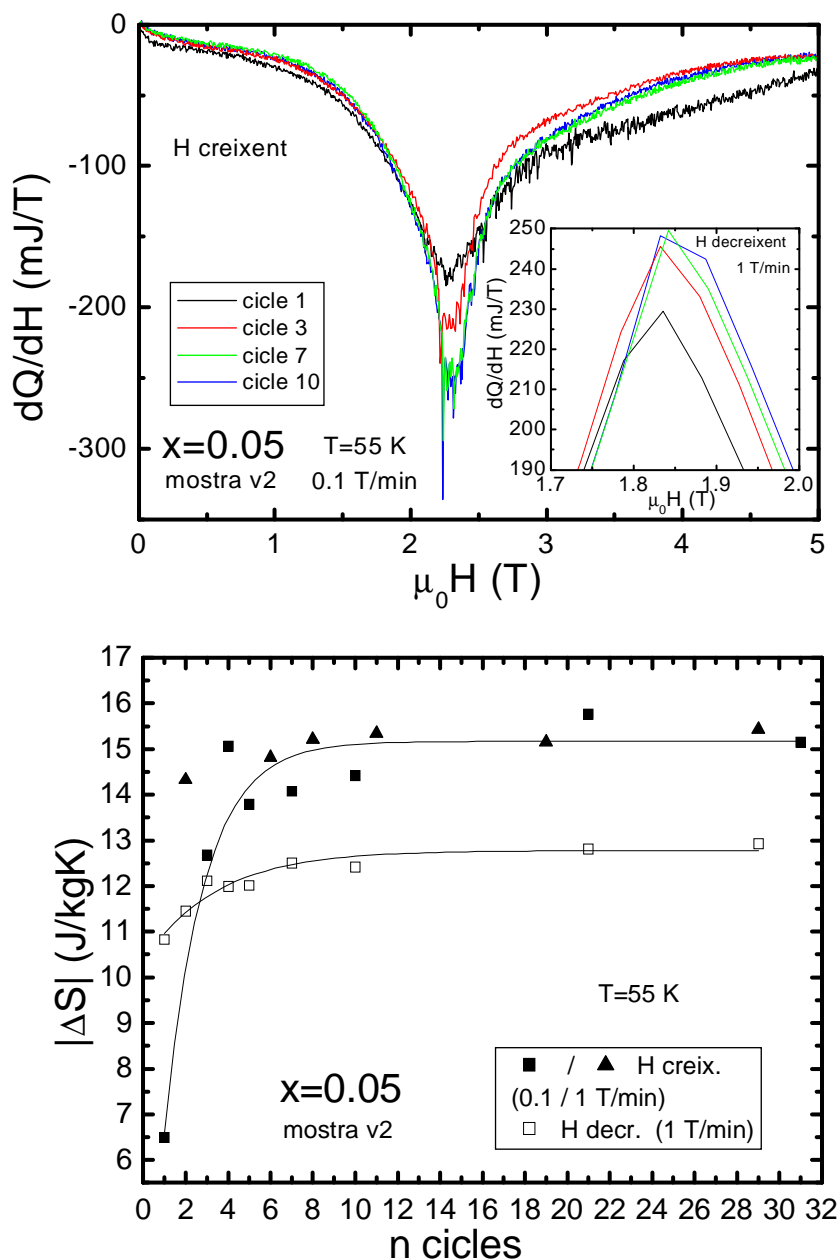 0
-100
-200
-300
dQ/dH (mJ/T)
H creixent
cicle 1
cicle 3
cicle 7
cicle 10
x=0.05
mostra v2
T=55 K
0.1 T/min
0 1 2 3 4 5
μ₀H (T)
250
240
230
220
210
200
190
dQ/dH (mJ/T)
H decreixent
1 T/min
1.7 1.8 1.9 2.0
μ₀H (T)
17
16
15
14
13
12
11
10
9
8
7
6
|ΔS| (J/kgK)
T=55 K
x=0.05
mostra v2
/ H creix.
(0.1 / 1 T/min)
H decr. (1 T/min)
0 2 4 6 8 10 12 14 16 18 20 22 24 26 28 30 32
n cicles